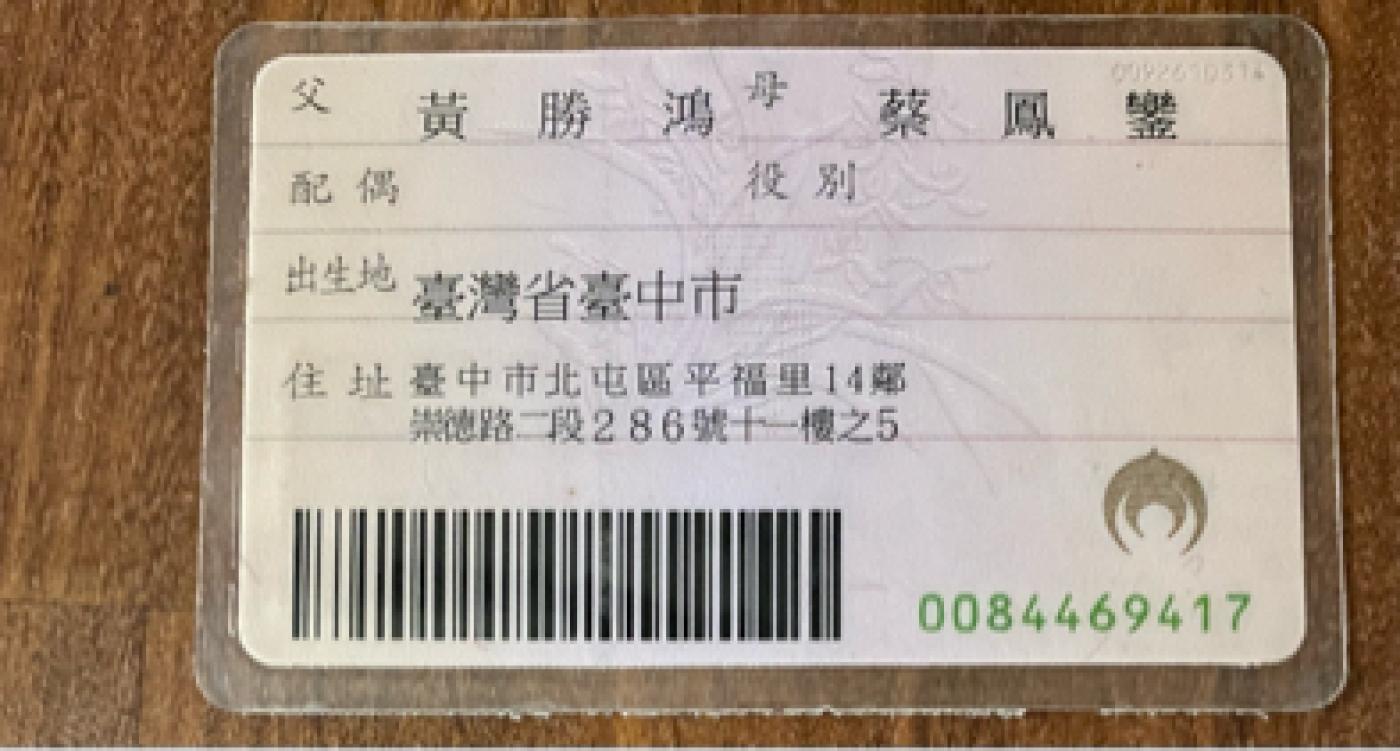 父 黃勝鴻 母 蔡鳳鑾
配偶 役別
出生地 臺灣省臺中市
住址 臺中市北屯區平福里14鄰
崇德路二段286號十一樓之5
0084469417